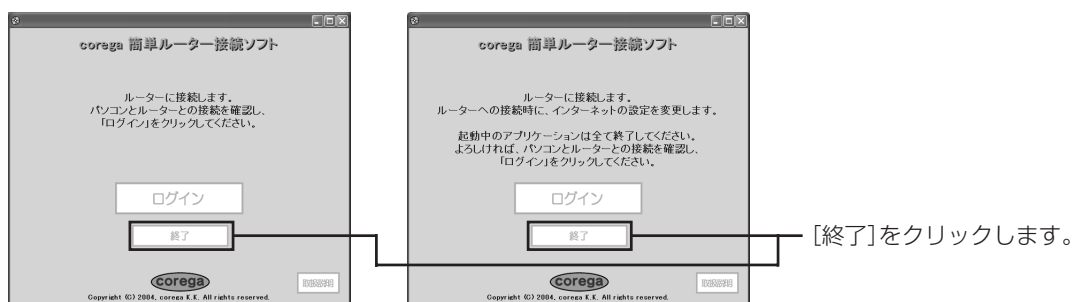 corega 簡単ルーター接続ソフト
ルーターに接続します。
パソコンとルーターとの接続を確認し、
「ログイン」をクリックしてください。
ログイン
終了
corega
Copyright (C) 2004, corega K.K. All rights reserved.
corega 簡単ルーター接続ソフト
ルーターに接続します。
ルーターへの接続時に、インターネットの設定を変更します。
起動中のアプリケーションは全て終了してください。
よろしければ、パソコンとルーターとの接続を確認し、
「ログイン」をクリックしてください。
ログイン
終了
corega
Copyright (C) 2004, corega K.K. All rights reserved.
[終了]をクリックします。